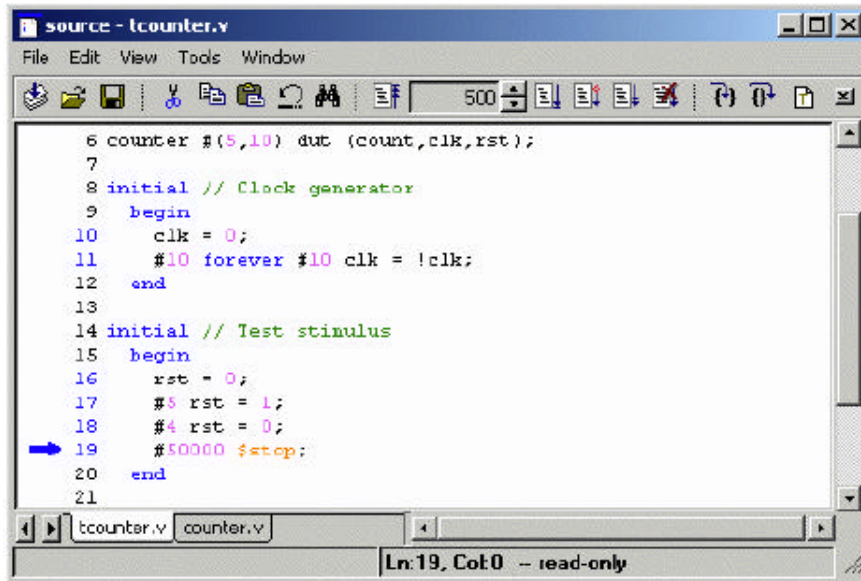 source - tcounter.v
File Edit View Tools Window
500
6 counter #(5,10) dut (count,clk,rst);
7
8 initial // Clock generator
9 begin
10 clk = 0;
11 #10 forever #10 clk = !clk;
12 end
13
14 initial // Test stimulus
15 begin
16 rst = 0;
17 #5 rst = 1;
18 #4 rst = 0;
19 #50000 $stop;
20 end
21
tcounter.v counter.v
Ln:19, Col:0 -- read-only